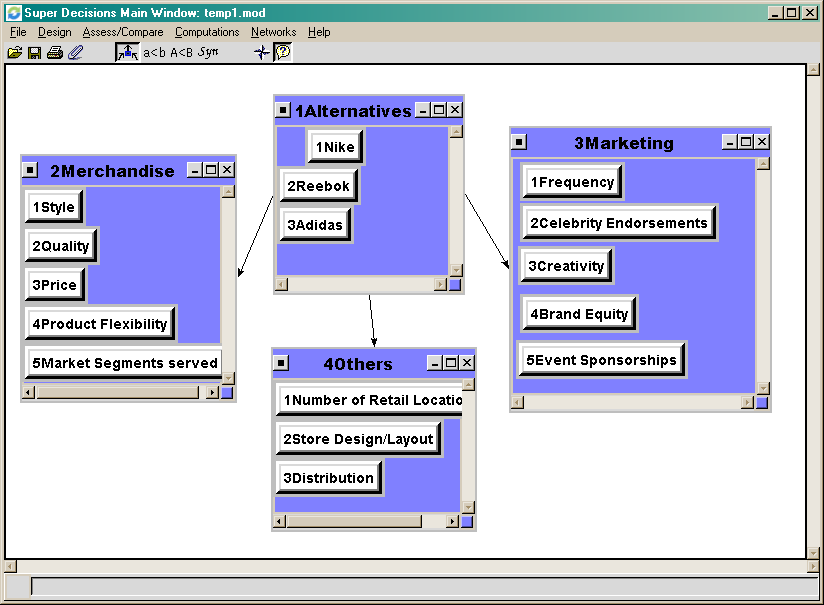 Super Decisions Main Window: temp1.mod
File Design Assess/Compare Computations Networks Help
a<b A<B Syn
1Alternatives
1Nike
2Reebok
3Adidas
2Merchandise
1Style
2Quality
3Price
4Product Flexibility
5Market Segments served
3Marketing
1Frequency
2Celebrity Endorsements
3Creativity
4Brand Equity
5Event Sponsorships
4Others
1Number of Retail Locatio
2Store Design/Layout
3Distribution